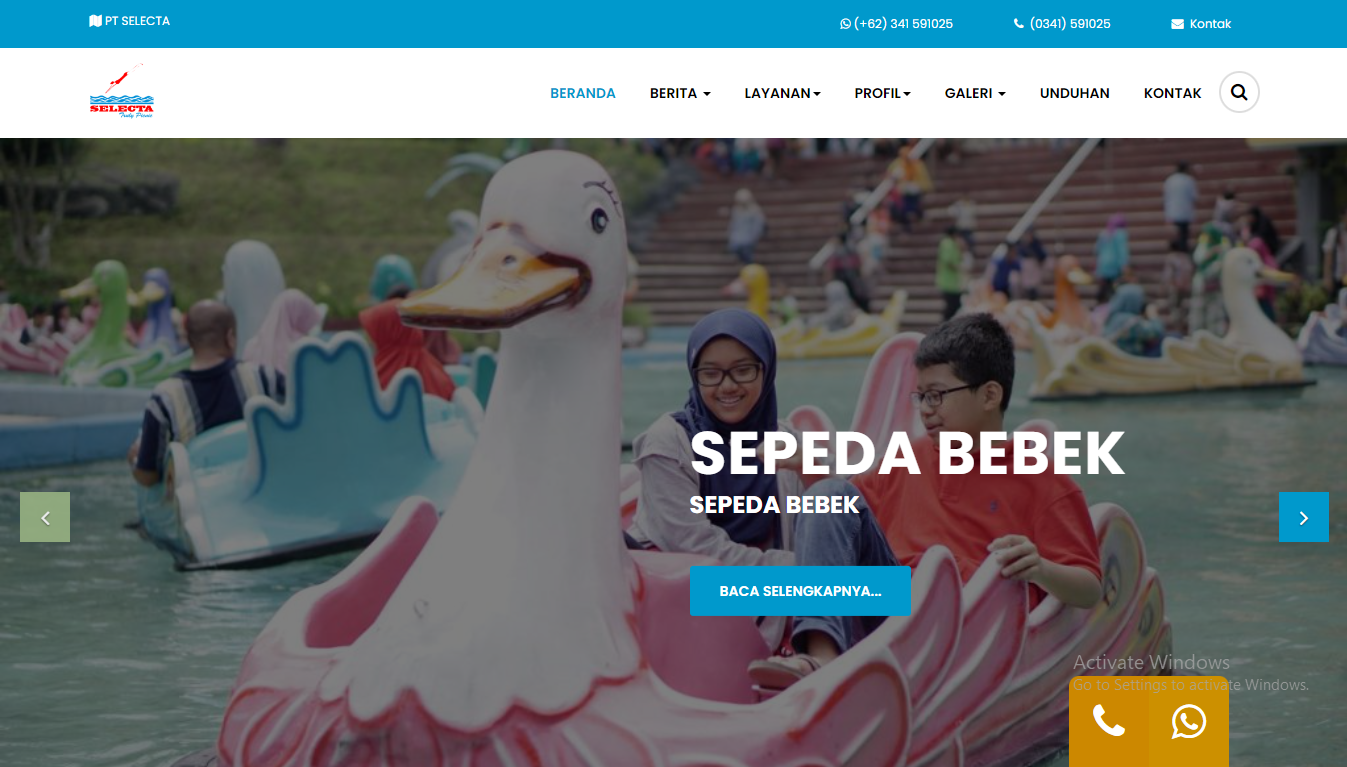 PT SELECTA
(+62) 341 591025
(0341) 591025
Kontak
SELECTA
Truly Picnic
BERANDA
BERITA
LAYANAN
PROFIL
GALERI
UNDUHAN
KONTAK
SEPEDA BEBEK
SEPEDA BEBEK
BACA SELENGKAPNYA...
Activate Windows
Go to Settings to activate Windows.